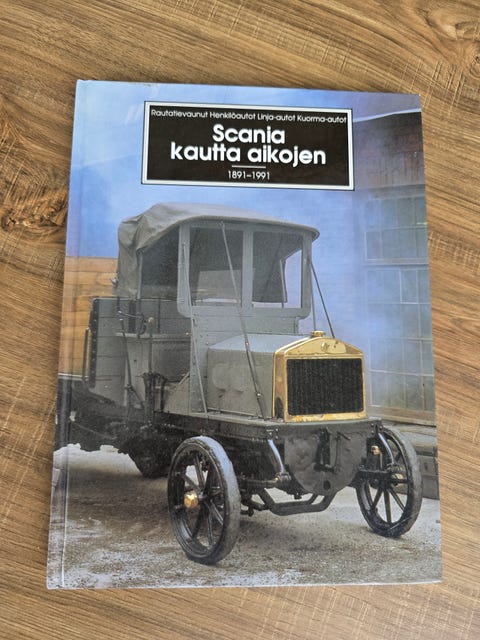 Rautatievaunut Henkilöautot Linja-autot Kuorma-autot
Scania
kautta aikojen
1891-1991